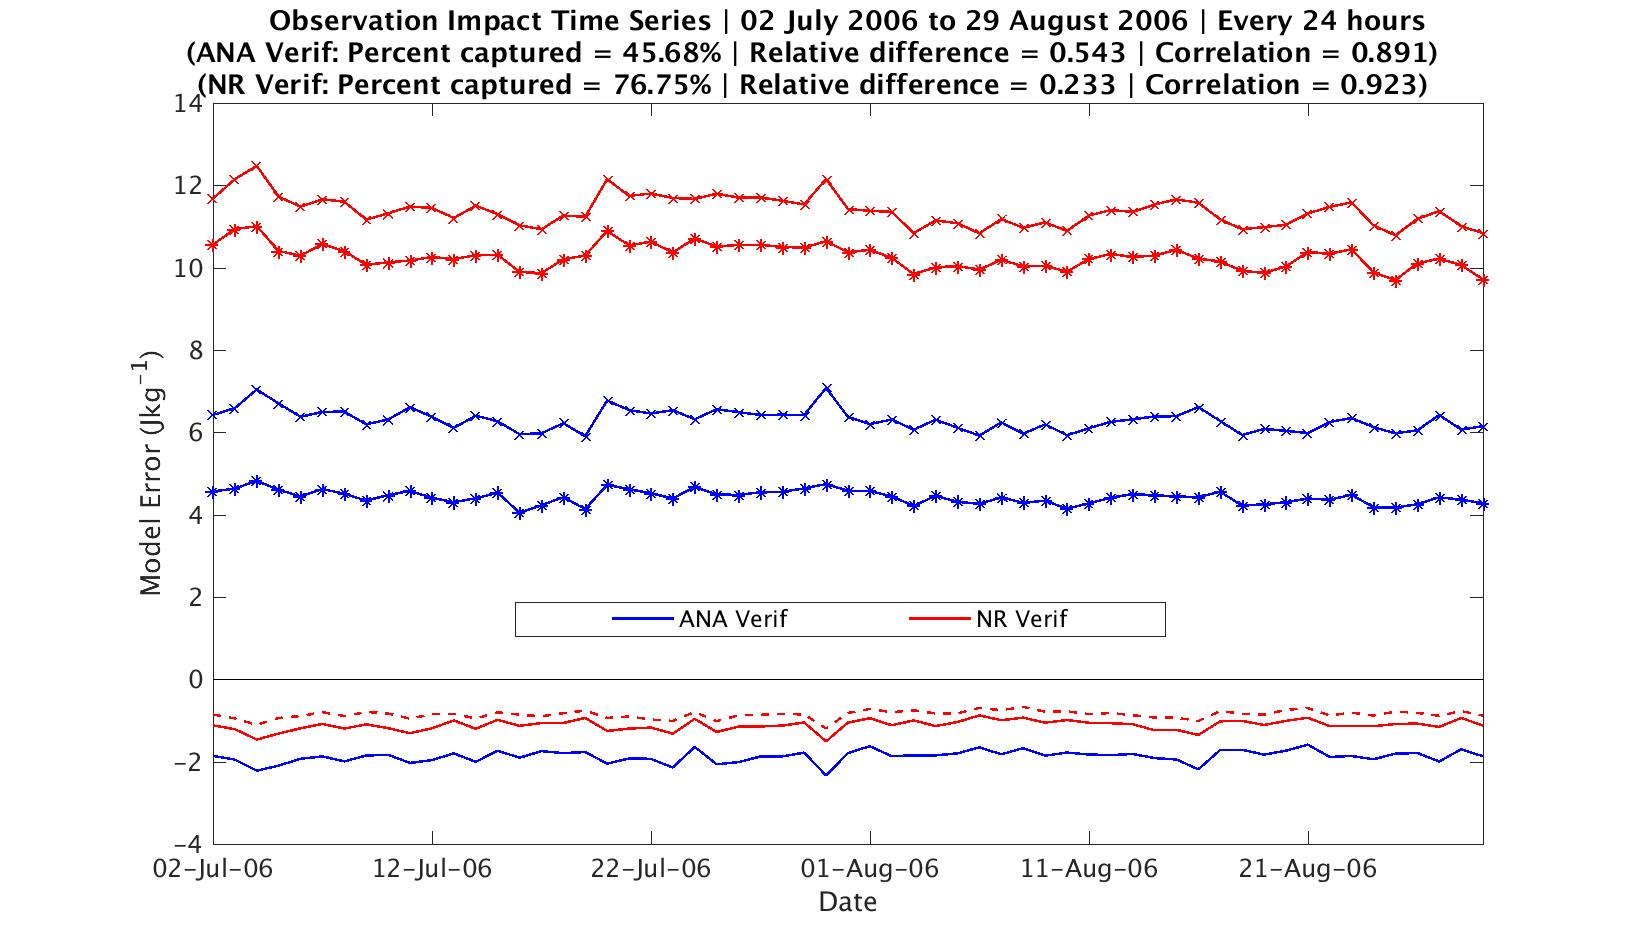 Observation Impact Time Series | 02 July 2006 to 29 August 2006 | Every 24 hours
(ANA Verif: Percent captured = 45.68% | Relative difference = 0.543 | Correlation = 0.891)
(NR Verif: Percent captured = 76.75% | Relative difference = 0.233 | Correlation = 0.923)
14
12
10
8
6
4
2
0
−2
−4
Model Error (Jkg⁻¹)
ANA Verif
NR Verif
02−Jul−06
12−Jul−06
22−Jul−06
01−Aug−06
11−Aug−06
21−Aug−06
Date